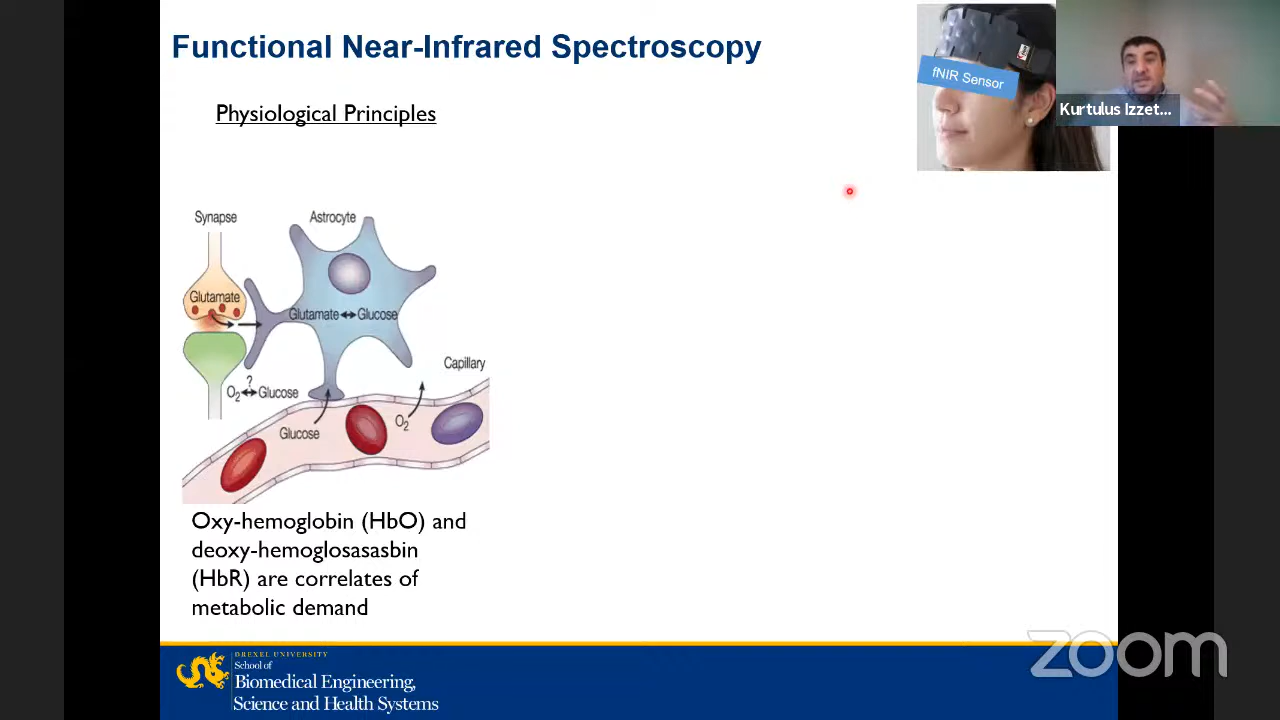 Functional Near-Infrared Spectroscopy
fNIR Sensor
Kurtulus Izzet...
Physiological Principles
Synapse
Astrocyte
Glutamate
Glutamate ↔ Glucose
Capillary
?
O₂ ↔ Glucose
Glucose
O₂
Oxy-hemoglobin (HbO) and
deoxy-hemoglosasasbin
(HbR) are correlates of
metabolic demand
zoom
DREXEL UNIVERSITY
School of
Biomedical Engineering,
Science and Health Systems